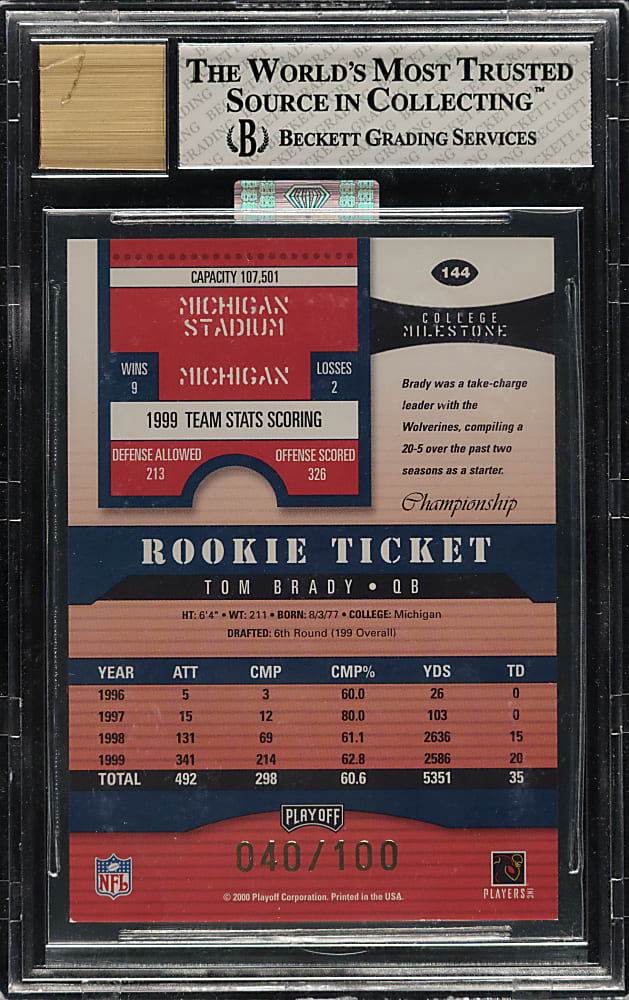 THE WORLD'S MOST TRUSTED
SOURCE IN COLLECTING™
B BECKETT GRADING SERVICES
CAPACITY 107,501
MICHIGAN
STADIUM
WINS
9
MICHIGAN
LOSSES
2
1999 TEAM STATS SCORING
DEFENSE ALLOWED
213
OFFENSE SCORED
326
144
COLLEGE
MILESTONE
Brady was a take-charge
leader with the
Wolverines, compiling a
20-5 over the past two
seasons as a starter.
Championship
ROOKIE TICKET
TOM BRADY • QB
HT: 6'4" • WT: 211 • BORN: 8/3/77 • COLLEGE: Michigan
DRAFTED: 6th Round (199 Overall)
YEAR ATT CMP CMP% YDS TD
1996 5 3 60.0 26 0
1997 15 12 80.0 103 0
1998 131 69 61.1 2636 15
1999 341 214 62.8 2586 20
TOTAL 492 298 60.6 5351 35
PLAYOFF
040/100
NFL
PLAYERS INC
© 2000 Playoff Corporation. Printed in the USA.